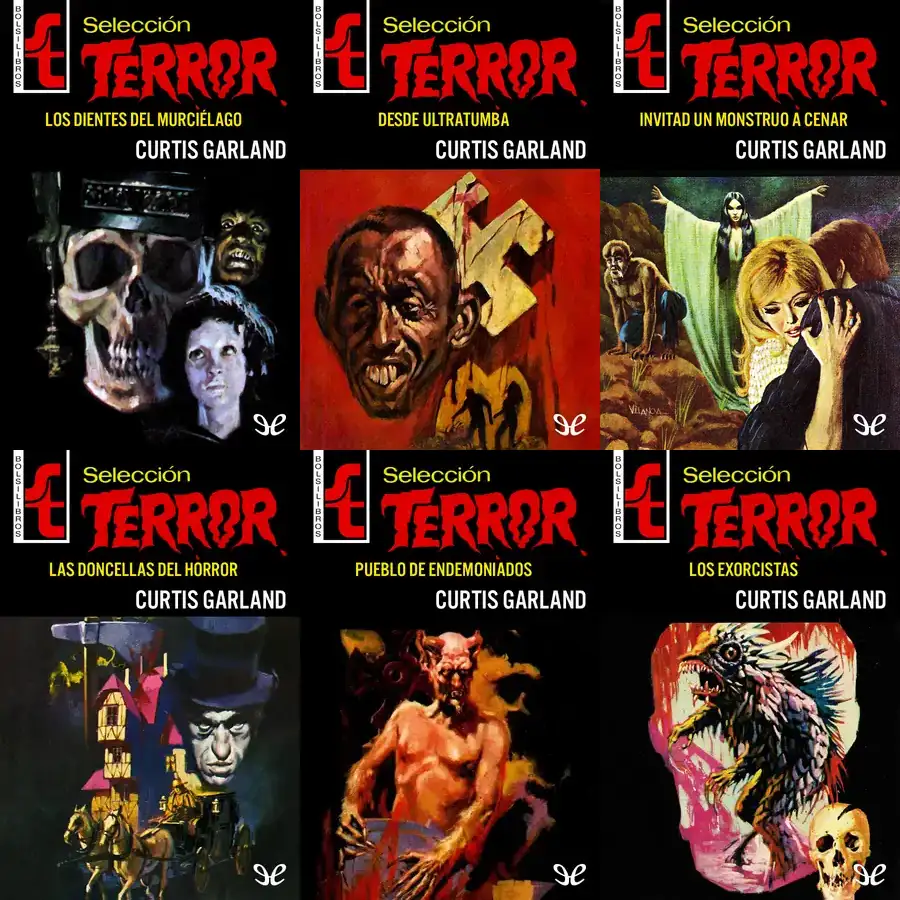 BOLSILIBROS
Selección
TERROR
LOS DIENTES DEL MURCIÉLAGO
CURTIS GARLAND
BOLSILIBROS
Selección
TERROR
DESDE ULTRATUMBA
CURTIS GARLAND
BOLSILIBROS
Selección
TERROR
INVITAD UN MONSTRUO A CENAR
CURTIS GARLAND
VILANOVA
BOLSILIBROS
Selección
TERROR
LAS DONCELLAS DEL HORROR
CURTIS GARLAND
BOLSILIBROS
Selección
TERROR
PUEBLO DE ENDEMONIADOS
CURTIS GARLAND
BOLSILIBROS
Selección
TERROR
LOS EXORCISTAS
CURTIS GARLAND